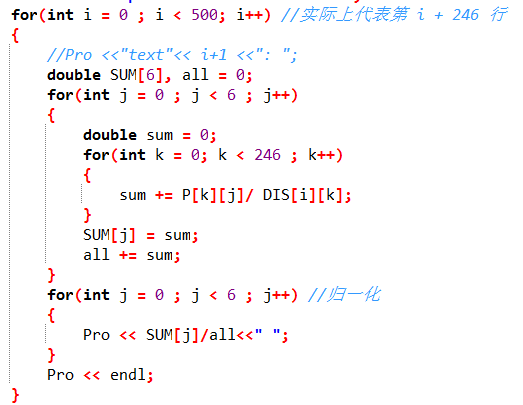 for(int i = 0 ; i < 500; i++) //实际上代表第 i + 246 行
{
    //Pro <<"text"<< i+1 <<": ";
    double SUM[6], all = 0;
    for(int j = 0 ; j < 6 ; j++)
    {
        double sum = 0;
        for(int k = 0; k < 246 ; k++)
        {
            sum += P[k][j]/ DIS[i][k];
        }
        SUM[j] = sum;
        all += sum;
    }
    for(int j = 0 ; j < 6 ; j++) //归一化
    {
        Pro << SUM[j]/all<<" ";
    }
    Pro << endl;
}